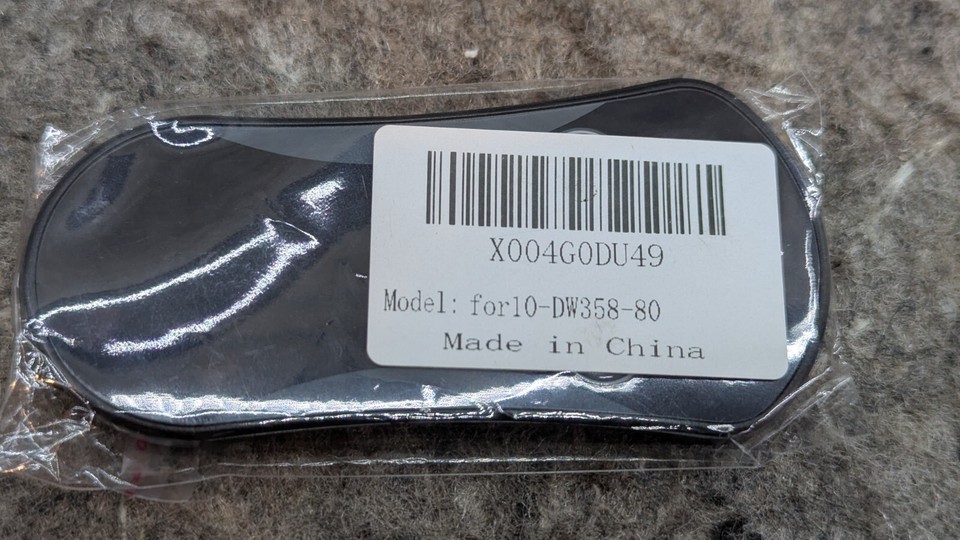 X004G0DU49
Model: for10-DW358-80
Made in China